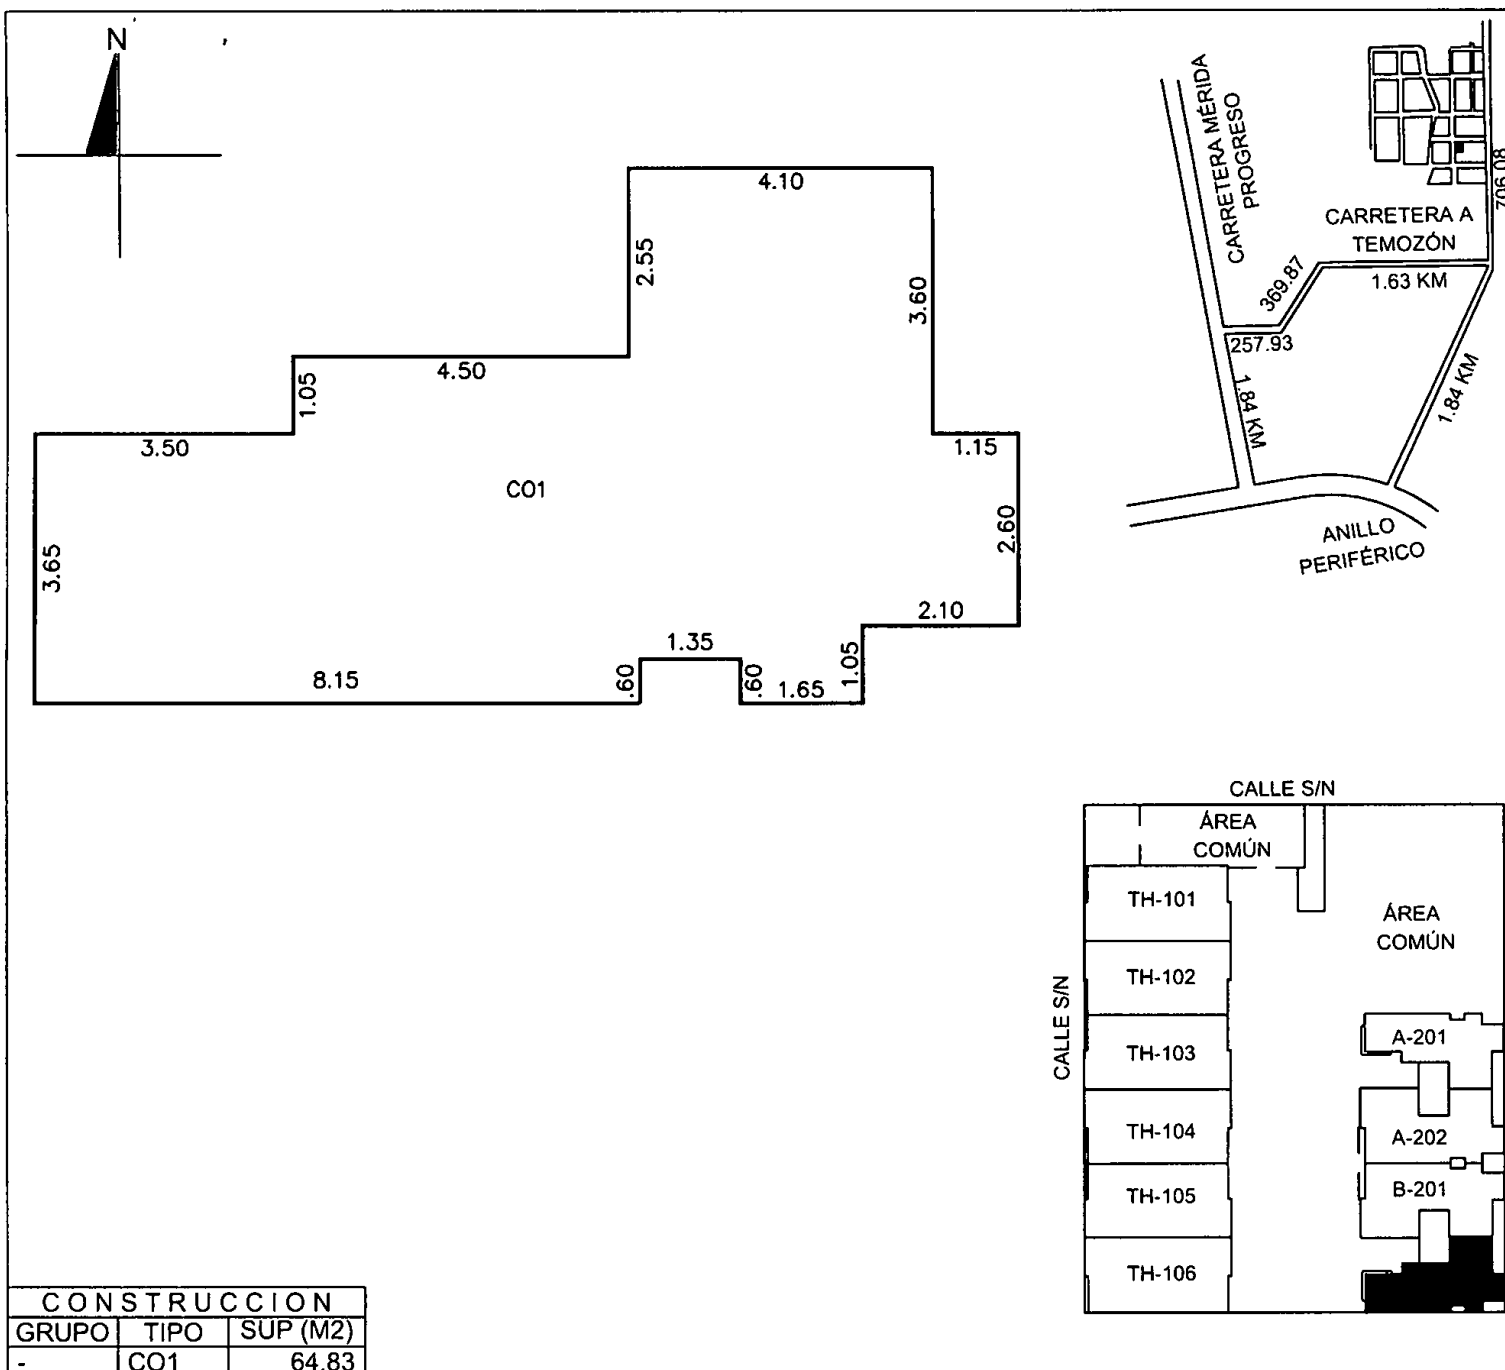 N
4.10
2.55
3.60
4.50
1.05
3.50
1.15
CO1
3.65
2.60
2.10
1.35
8.15
.60
.60
1.65
1.05
CARRETERA MÉRIDA
PROGRESO
706.08
CARRETERA A
TEMOZÓN
369.87
1.63 KM
257.93
1.84 KM
1.84 KM
ANILLO
PERIFÉRICO
CALLE S/N
ÁREA
COMÚN
TH-101
ÁREA
COMÚN
TH-102
CALLE S/N
TH-103
A-201
TH-104
A-202
TH-105
B-201
TH-106
CONSTRUCCION
GRUPO TIPO SUP (M2)
- CO1 64.83